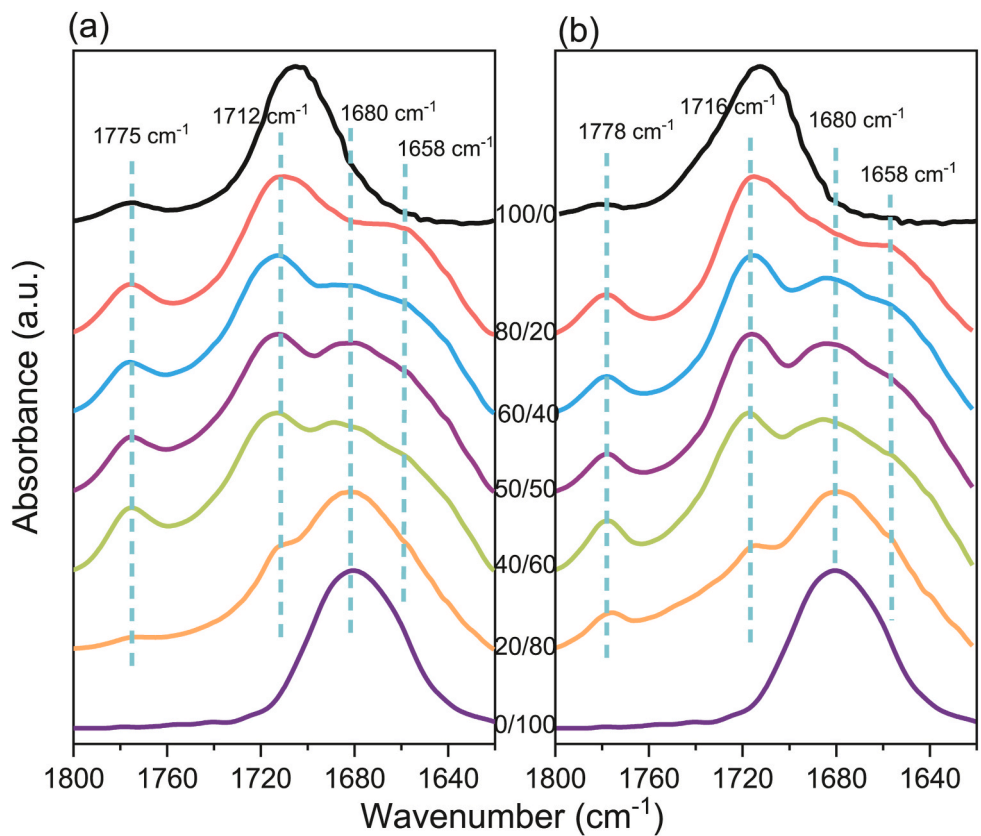 (a)
(b)
1775 cm⁻¹
1712 cm⁻¹
1680 cm⁻¹
1658 cm⁻¹
1778 cm⁻¹
1716 cm⁻¹
1680 cm⁻¹
1658 cm⁻¹
100/0
80/20
60/40
50/50
40/60
20/80
0/100
Absorbance (a.u.)
1800 1760 1720 1680 1640
1800 1760 1720 1680 1640
Wavenumber (cm⁻¹)